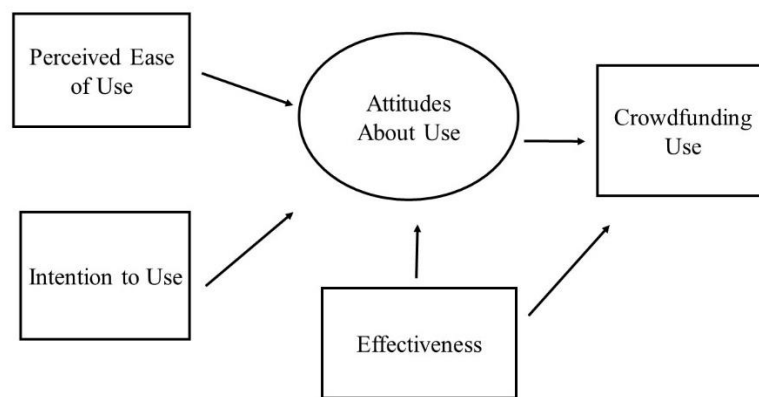 Perceived Ease
of Use
Attitudes
About Use
Crowdfunding
Use
Intention to Use
Effectiveness